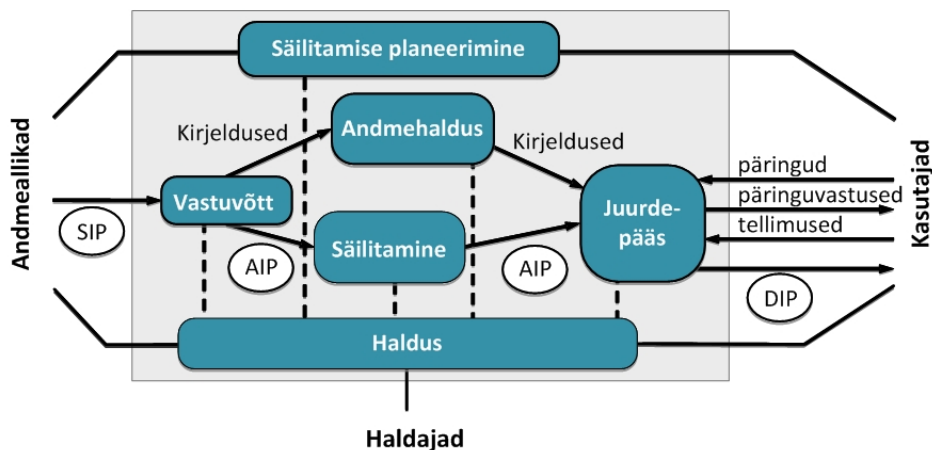 Säilitamise planeerimine
Andmeallikad
Kirjeldused
Andmehaldus
Kirjeldused
Vastuvõtt
SIP
AIP
Säilitamine
AIP
Juurde-
pääs
päringud
päringuvastused
tellimused
DIP
Kasutajad
Haldus
Haldajad